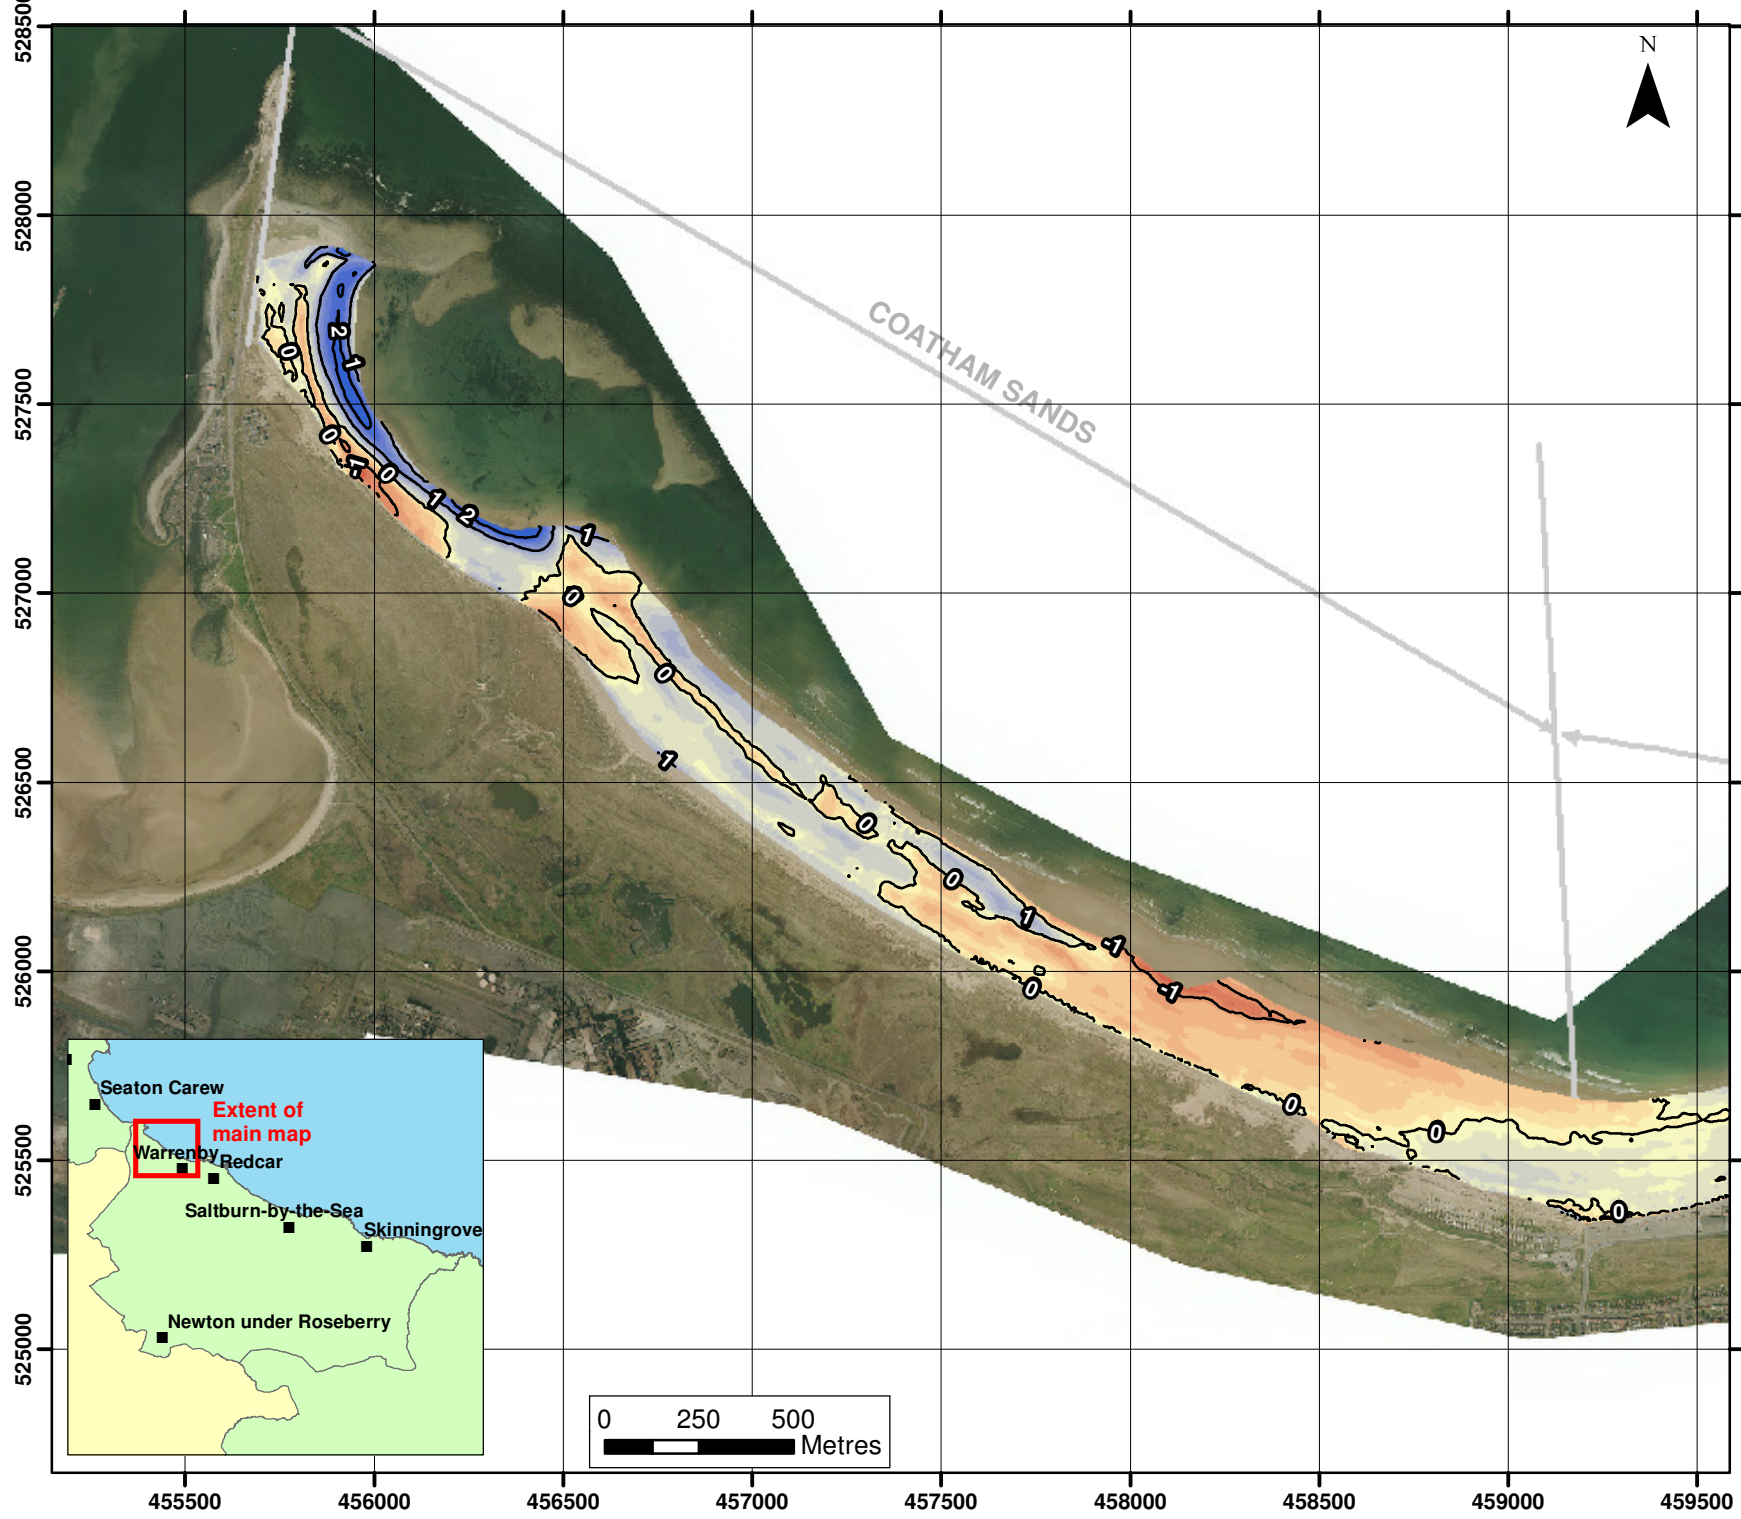 N
COATHAM SANDS
528500
528000
527500
527000
526500
526000
525500
525000
2
1
0
0
-1
0
1
2
1
0
0
1
0
0
1
-1
-1
0
0
0
0
Seaton Carew
Extent of
main map
Warrenby
Redcar
Saltburn-by-the-Sea
Skinningrove
Newton under Roseberry
0 250 500
Metres
455500 456000 456500 457000 457500 458000 458500 459000 459500